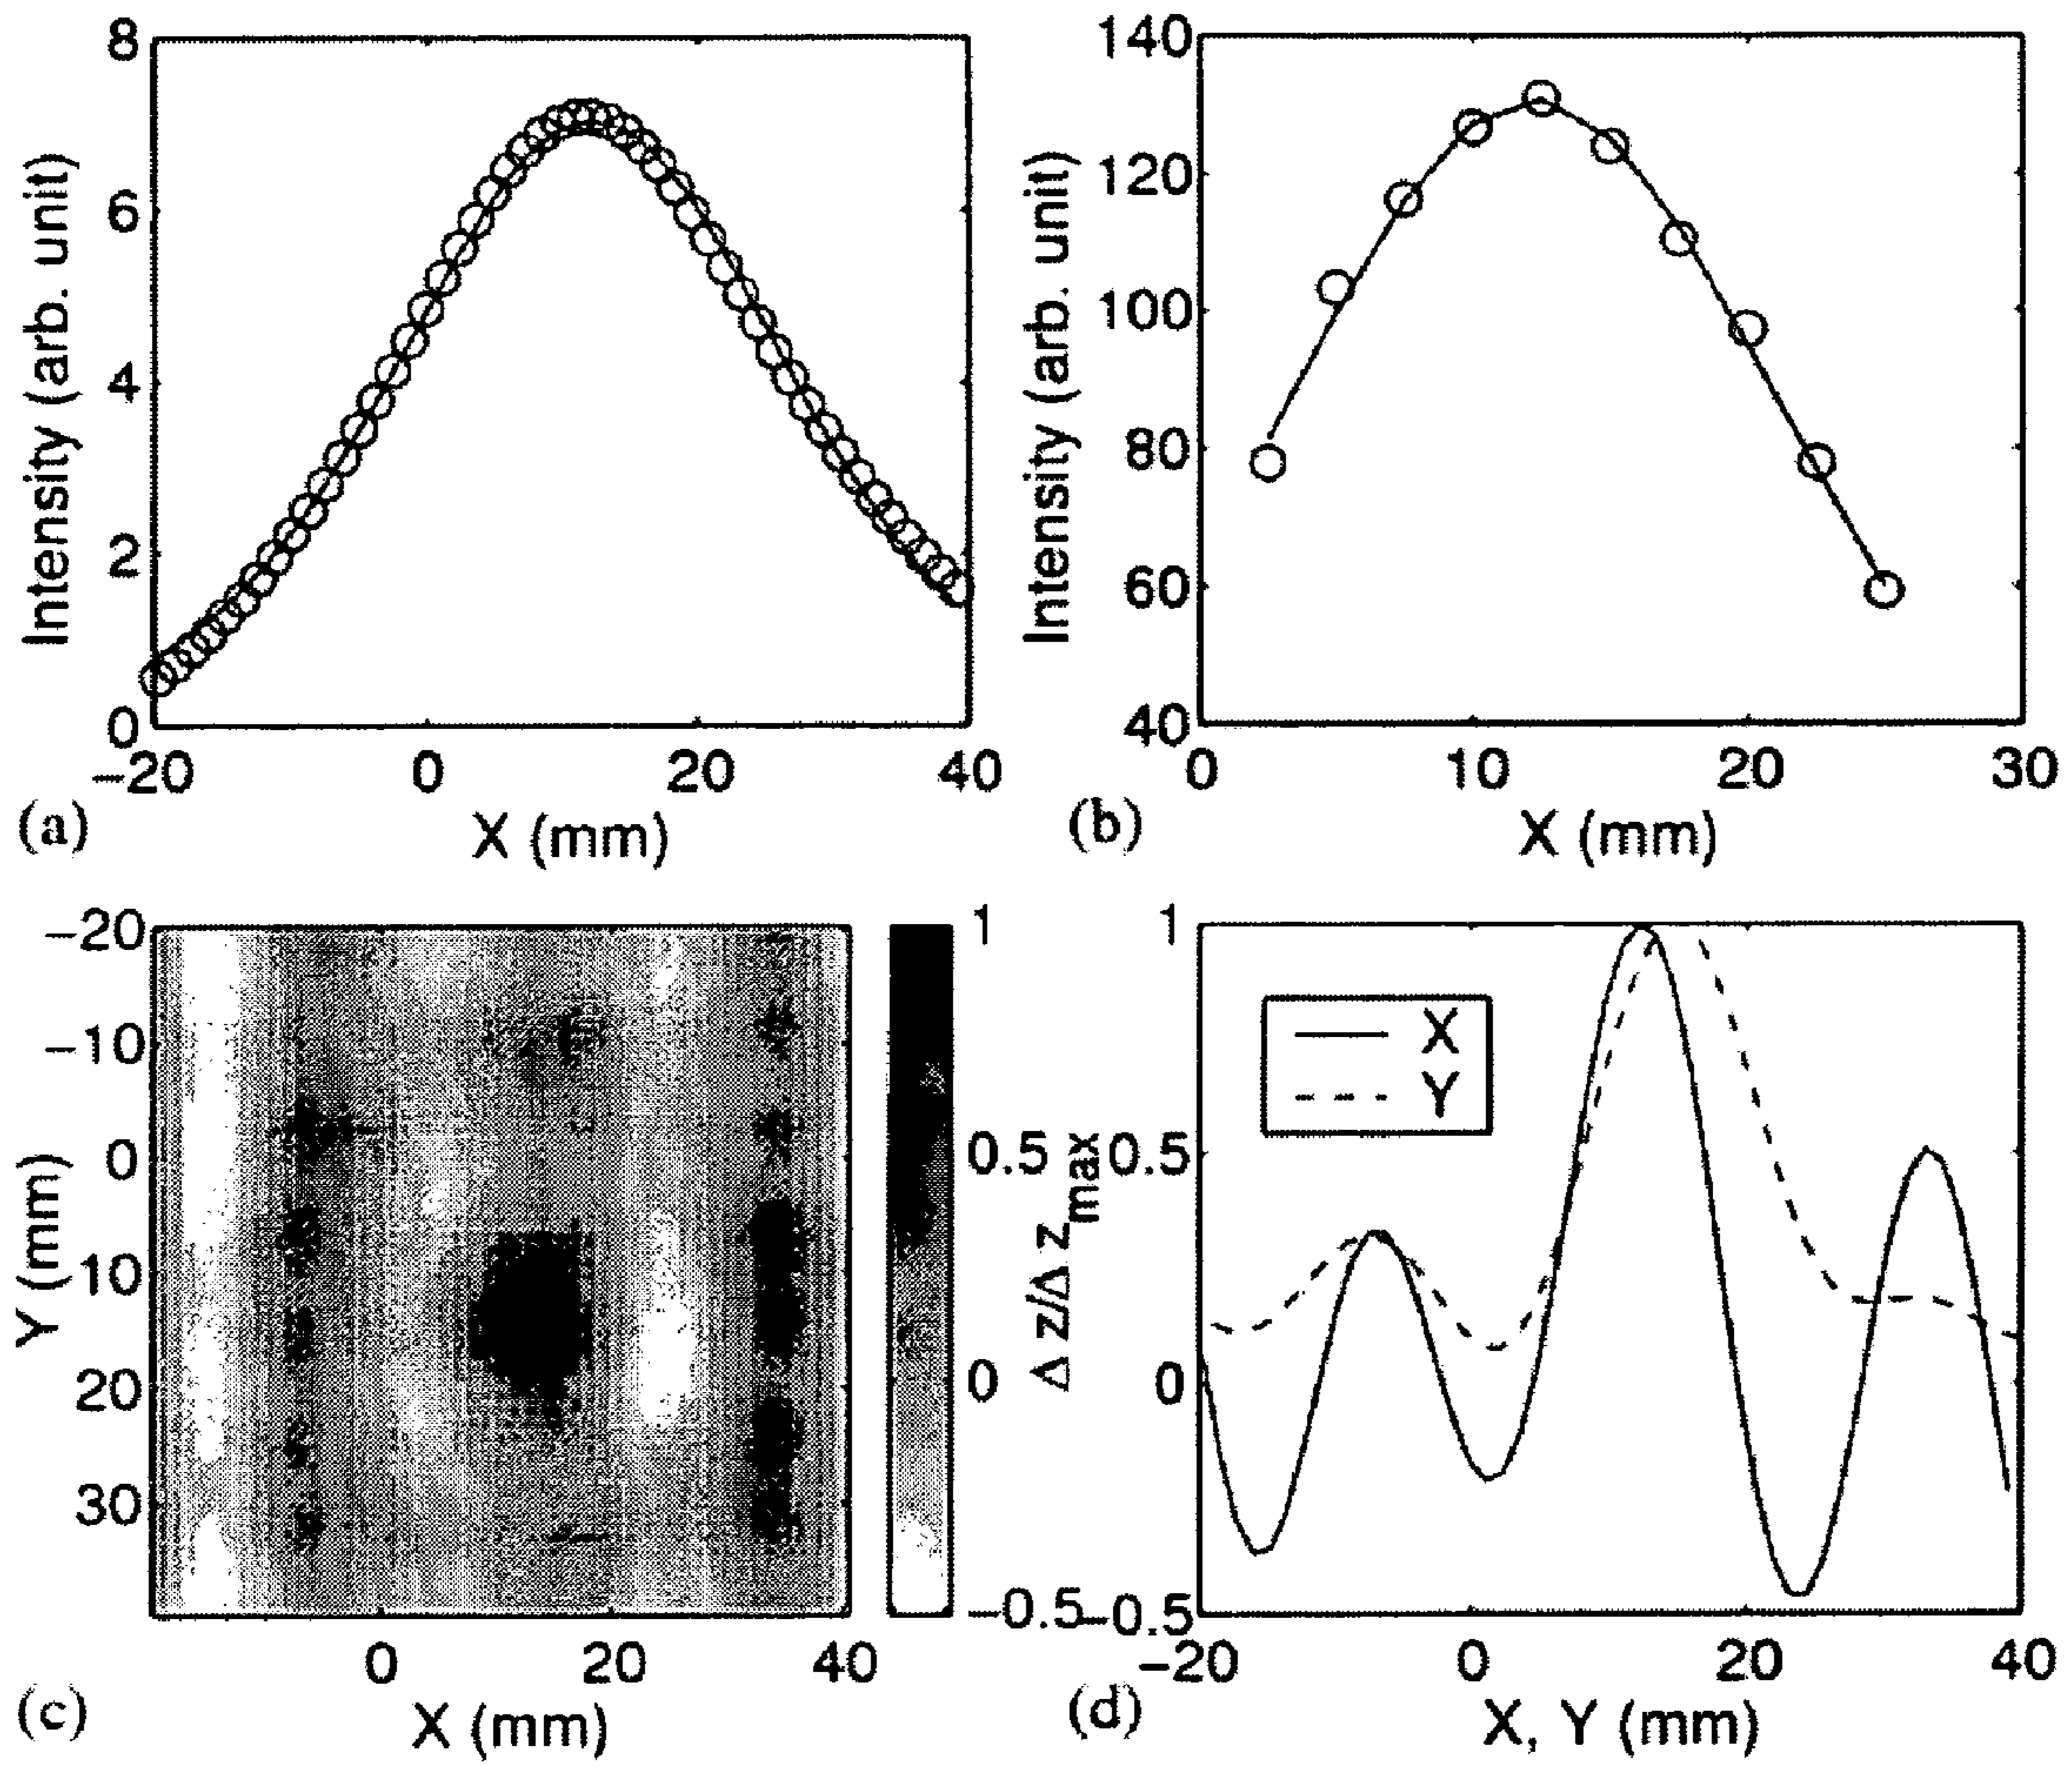 8
6
4
2
0
-20
0
20
40
Intensity (arb. unit)
X (mm)
(a)
140
120
100
80
60
40
0
10
20
30
Intensity (arb. unit)
X (mm)
(b)
-20
-10
0
10
20
30
Y (mm)
0
20
40
X (mm)
(c)
1
0.5
0
-0.5
Δ z/Δ z max
1
0.5
0
-0.5
X
Y
-20
0
20
40
X, Y (mm)
(d)